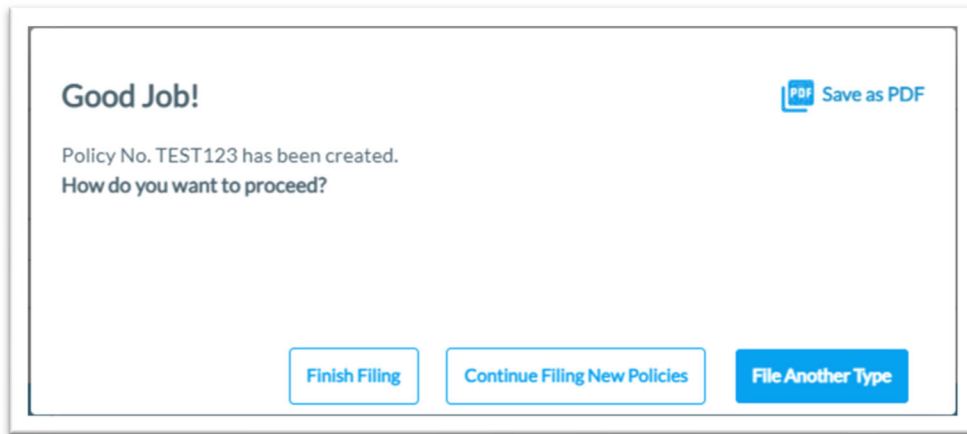 Good Job!
PDF Save as PDF
Policy No. TEST123 has been created.
How do you want to proceed?
Finish Filing
Continue Filing New Policies
File Another Type